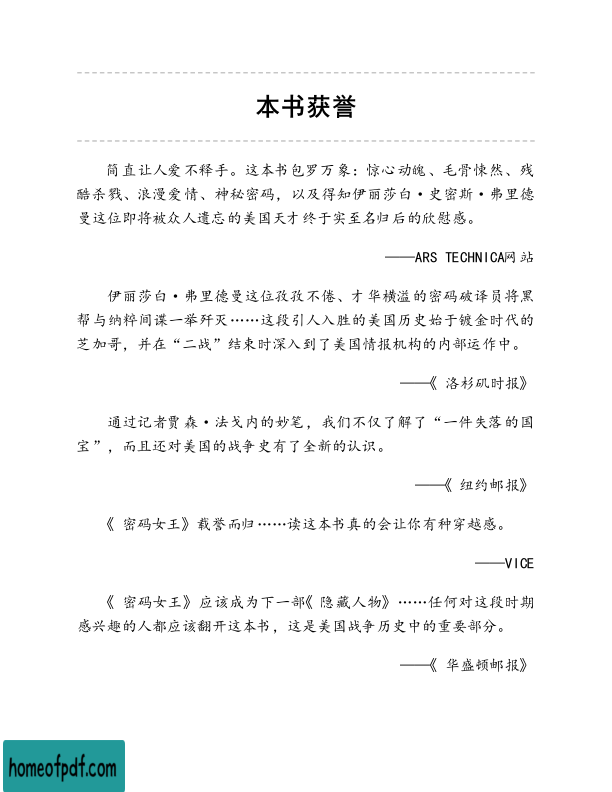 本书获誉
简直让人爱不释手。这本书包罗万象：惊心动魄、毛骨悚然、残
酷杀戮、浪漫爱情、神秘密码，以及得知伊丽莎白·史密斯·弗里德
曼这位即将被众人遗忘的美国天才终于实至名归后的欣慰感。
——ARS TECHNICA网站
伊丽莎白·弗里德曼这位孜孜不倦、才华横溢的密码破译员将黑
帮与纳粹间谍一举歼灭……这段引人入胜的美国历史始于镀金时代的
芝加哥，并在“二战”结束时深入到了美国情报机构的内部运作中。
——《洛杉矶时报》
通过记者贾森·法戈内的妙笔，我们不仅了解了“一件失落的国
宝”，而且还对美国的战争史有了全新的认识。
——《纽约邮报》
《密码女王》载誉而归……读这本书真的会让你有种穿越感。
——VICE
《密码女王》应该成为下一部《隐藏人物》……任何对这段时期
感兴趣的人都应该翻开这本书，这是美国战争历史中的重要部分。
——《华盛顿邮报》
homeofpdf.com